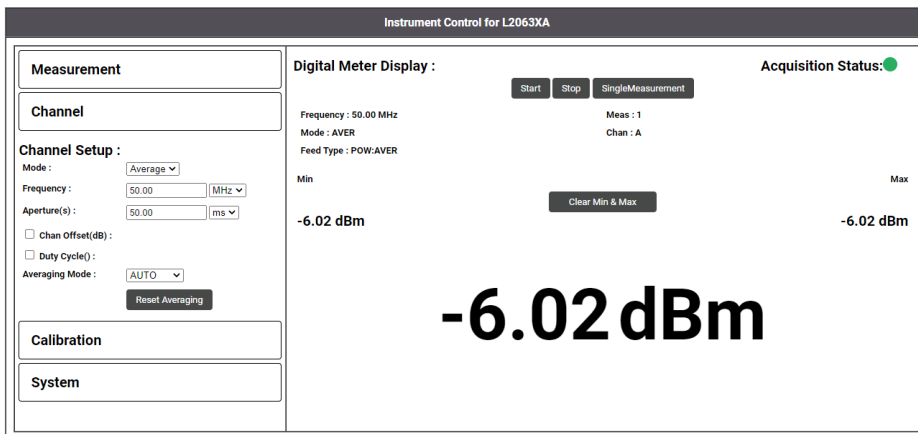 Instrument Control for L2063XA
Measurement
Channel
Channel Setup :
Mode : Average
Frequency : 50.00 MHz
Aperture(s) : 50.00 ms
Chan Offset(dB) :
Duty Cycle() :
Averaging Mode : AUTO
Reset Averaging
Calibration
System
Digital Meter Display :
Acquisition Status:
Start Stop SingleMeasurement
Frequency : 50.00 MHz Meas : 1
Mode : AVER Chan : A
Feed Type : POW:AVER
Min Max
Clear Min & Max
-6.02 dBm -6.02 dBm
-6.02 dBm